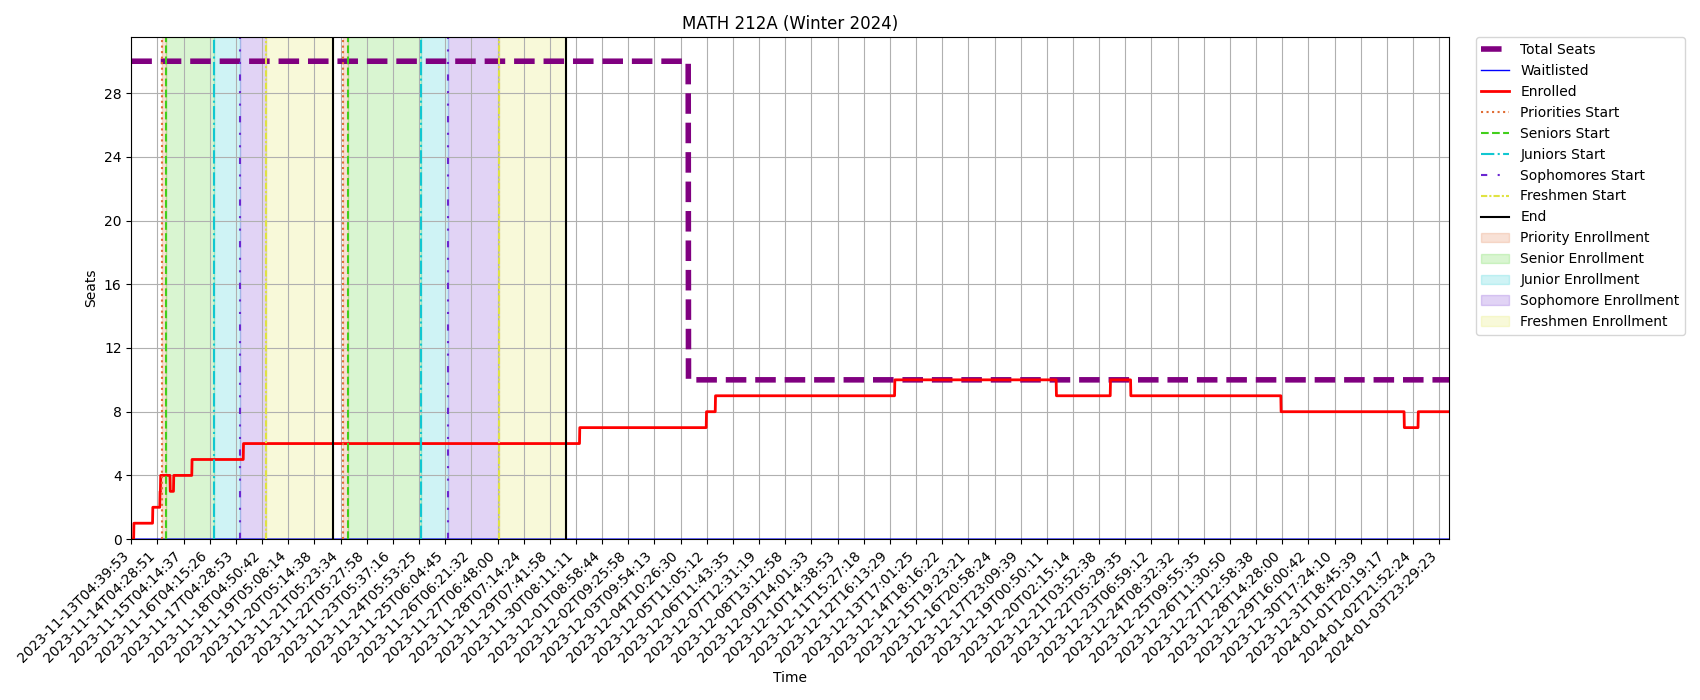 MATH 212A (Winter 2024)
Total Seats
Waitlisted
Enrolled
Priorities Start
Seniors Start
Juniors Start
Sophomores Start
Freshmen Start
End
Priority Enrollment
Senior Enrollment
Junior Enrollment
Sophomore Enrollment
Freshmen Enrollment
Seats
28
24
20
16
12
8
4
0
2023-11-13T04:39:53
2023-11-14T04:28:51
2023-11-15T04:14:37
2023-11-16T04:15:26
2023-11-17T04:28:53
2023-11-18T04:50:42
2023-11-19T05:08:14
2023-11-20T05:14:38
2023-11-21T05:23:34
2023-11-22T05:27:58
2023-11-23T05:37:16
2023-11-24T05:53:25
2023-11-26T06:04:45
2023-11-26T06:21:32
2023-11-27T06:48:00
2023-11-28T07:14:24
2023-11-29T07:41:58
2023-11-30T08:11:11
2023-12-01T08:58:44
2023-12-02T09:25:58
2023-12-03T09:54:13
2023-12-04T10:26:30
2023-12-05T11:05:12
2023-12-06T11:43:35
2023-12-07T12:31:19
2023-12-08T13:12:58
2023-12-09T14:01:33
2023-12-10T14:38:53
2023-12-11T15:27:18
2023-12-12T16:13:29
2023-12-13T17:01:25
2023-12-14T18:16:22
2023-12-15T19:23:21
2023-12-16T20:58:24
2023-12-17T23:09:39
2023-12-19T00:50:11
2023-12-20T02:15:14
2023-12-21T03:52:38
2023-12-22T05:29:35
2023-12-23T06:59:12
2023-12-24T08:32:32
2023-12-25T09:55:35
2023-12-26T11:30:50
2023-12-27T12:58:38
2023-12-28T14:28:00
2023-12-29T16:00:42
2023-12-30T17:24:10
2023-12-31T18:45:39
2024-01-01T20:19:17
2024-01-02T21:52:24
2024-01-03T23:29:23
Time